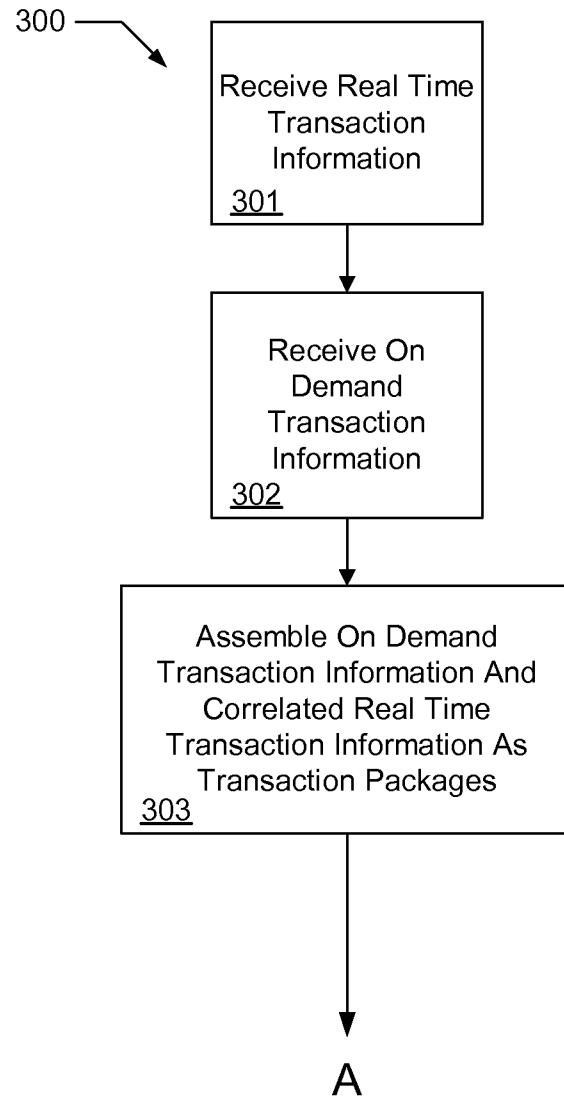 300
Receive Real Time
Transaction
Information
301
Receive On
Demand
Transaction
Information
302
Assemble On Demand
Transaction Information And
Correlated Real Time
Transaction Information As
Transaction Packages
303
A